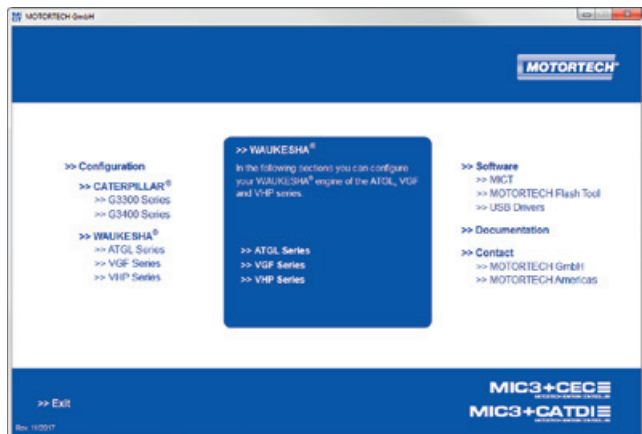 MOTORTECH GmbH
MOTORTECH
>> Configuration
>> CATERPILLAR®
>> G3300 Series
>> G3400 Series
>> WAUKESHA®
>> ATGL Series
>> VGF Series
>> VHP Series
>> WAUKESHA®
In the following sections you can configure
your WAUKESHA® engine of the ATGL, VGF
and VHP series.
>> ATGL Series
>> VGF Series
>> VHP Series
>> Software
>> MICT
>> MOTORTECH Flash Tool
>> USB Drivers
>> Documentation
>> Contact
>> MOTORTECH GmbH
>> MOTORTECH Americas
>> Exit
Rev. 11/2017
MIC3+CEC
MIC3+CATDI